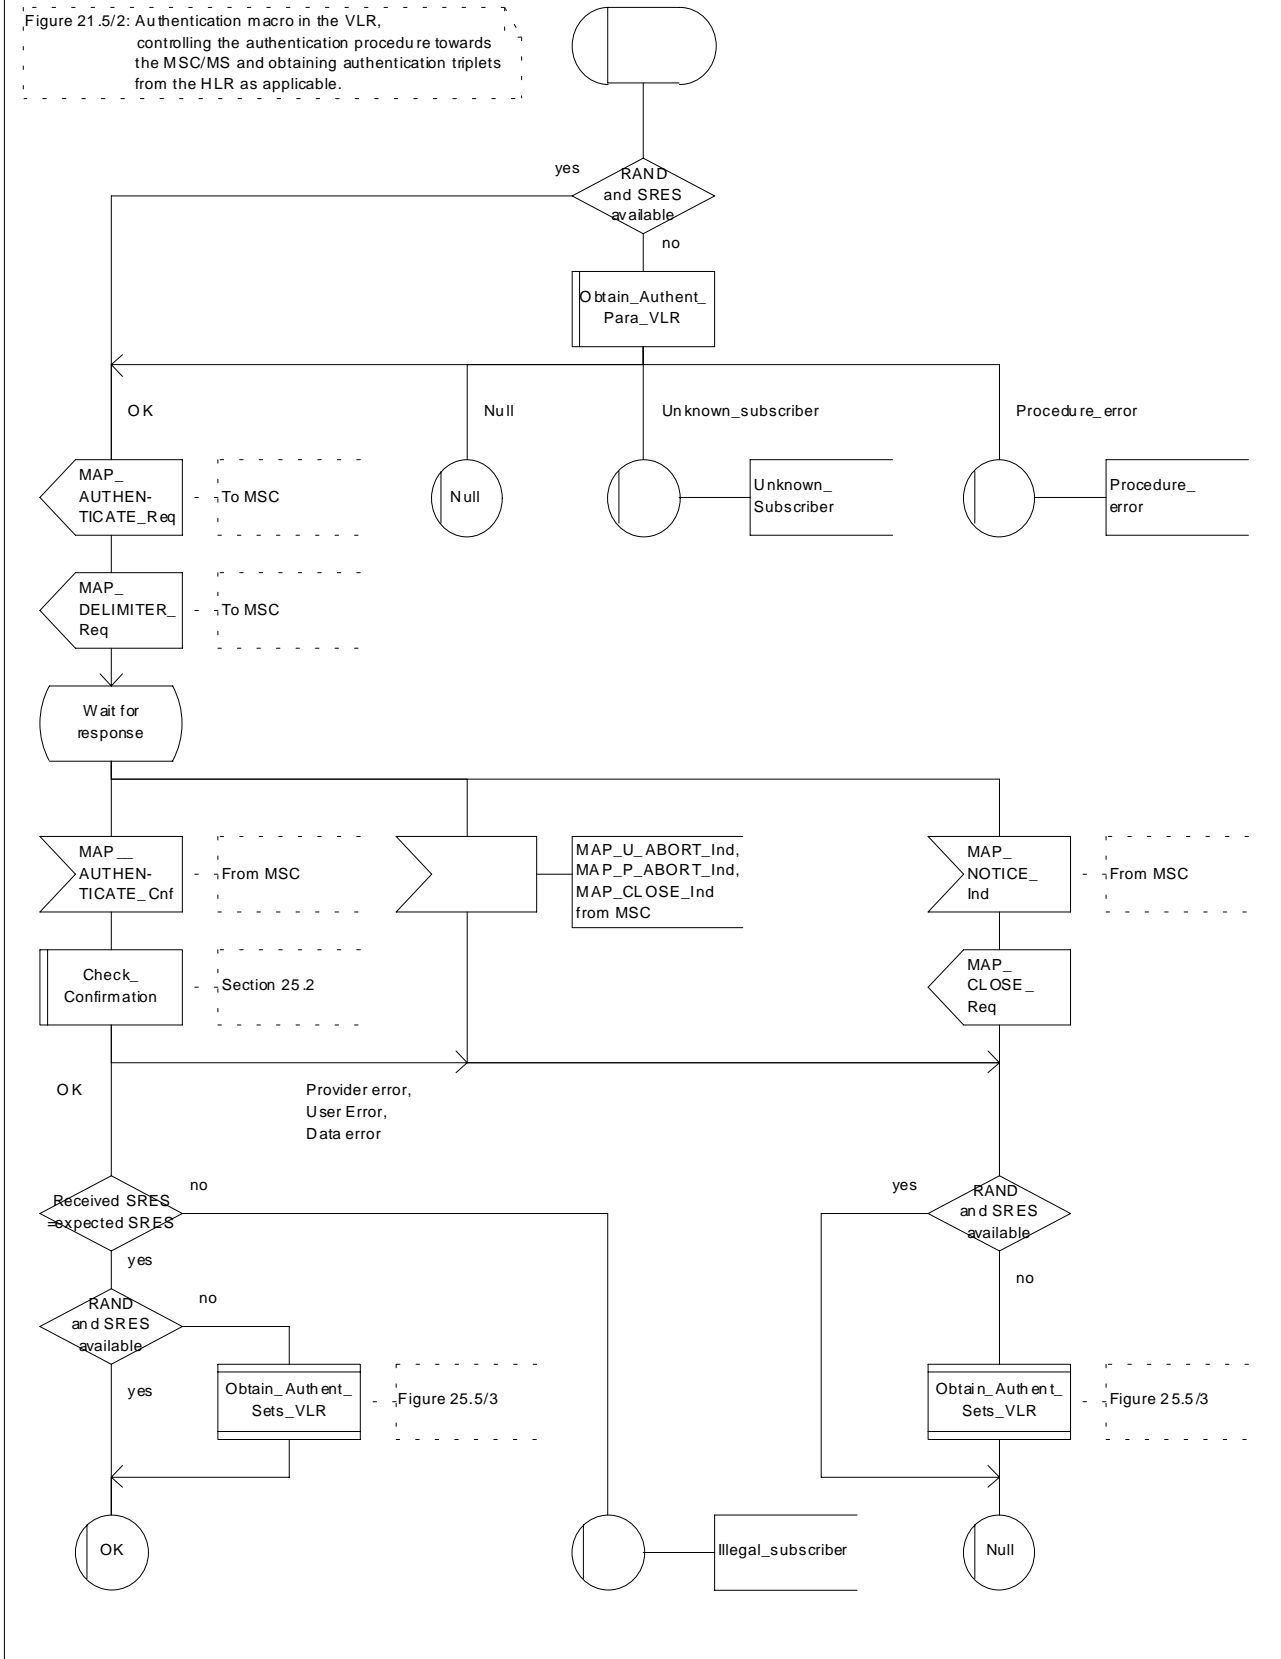 Figure 21.5/2: Authentication macro in the VLR,
controlling the authentication procedure towards
the MSC/MS and obtaining authentication triplets
from the HLR as applicable.
yes
RAND
and SRES
available
no
Obtain_Authent_
Para_VLR
OK
Null
Unknown_subscriber
Procedure_error
MAP_
AUTHEN-
TICATE_Req
To MSC
Null
Unknown_
Subscriber
Procedure_
error
MAP_
DELIMITER_
Req
To MSC
Wait for
response
MAP__
AUTHEN-
TICATE_Cnf
From MSC
MAP_U_ABORT_Ind,
MAP_P_ABORT_Ind,
MAP_CLOSE_Ind
from MSC
MAP_
NOTICE_
Ind
From MSC
Check_
Confirmation
Section 25.2
MAP_
CLOSE_
Req
OK
Provider error,
User Error,
Data error
Received SRES
=expected SRES
no
yes
yes
RAND
and SRES
available
no
RAND
and SRES
available
no
yes
Obtain_Authent_
Sets_VLR
Figure 25.5/3
Obtain_Authent_
Sets_VLR
Figure 25.5/3
OK
Illegal_subscriber
Null